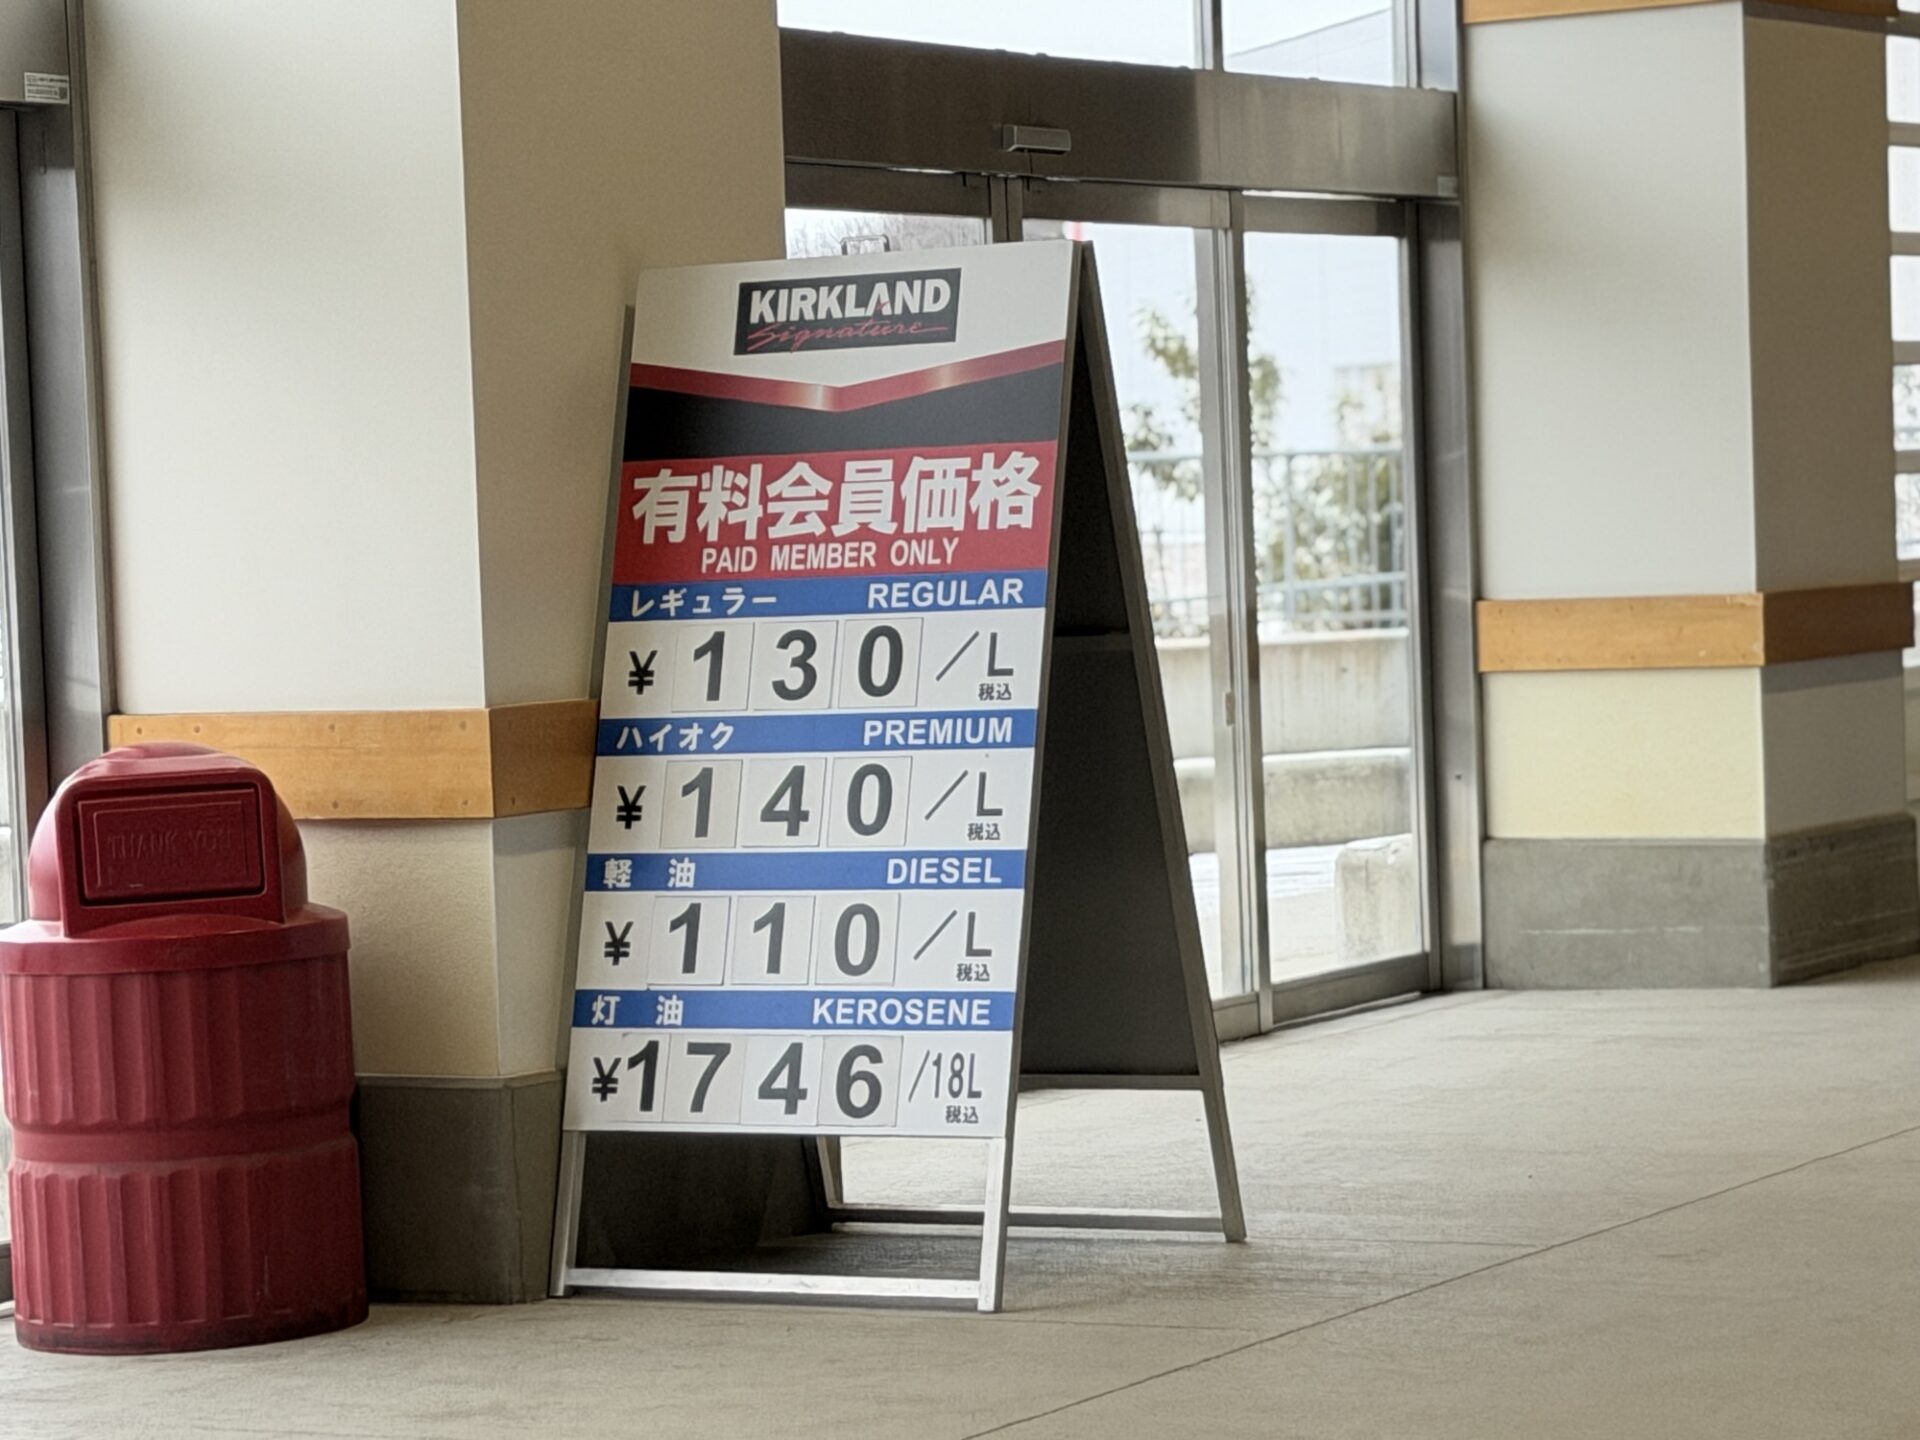 KIRKLAND
Signature
有料会員価格
PAID MEMBER ONLY
レギュラー REGULAR
¥ 130 /L
税込
ハイオク PREMIUM
¥ 140 /L
税込
軽油 DIESEL
¥ 110 /L
税込
灯油 KEROSENE
¥1746 /18L
税込
THANK YOU